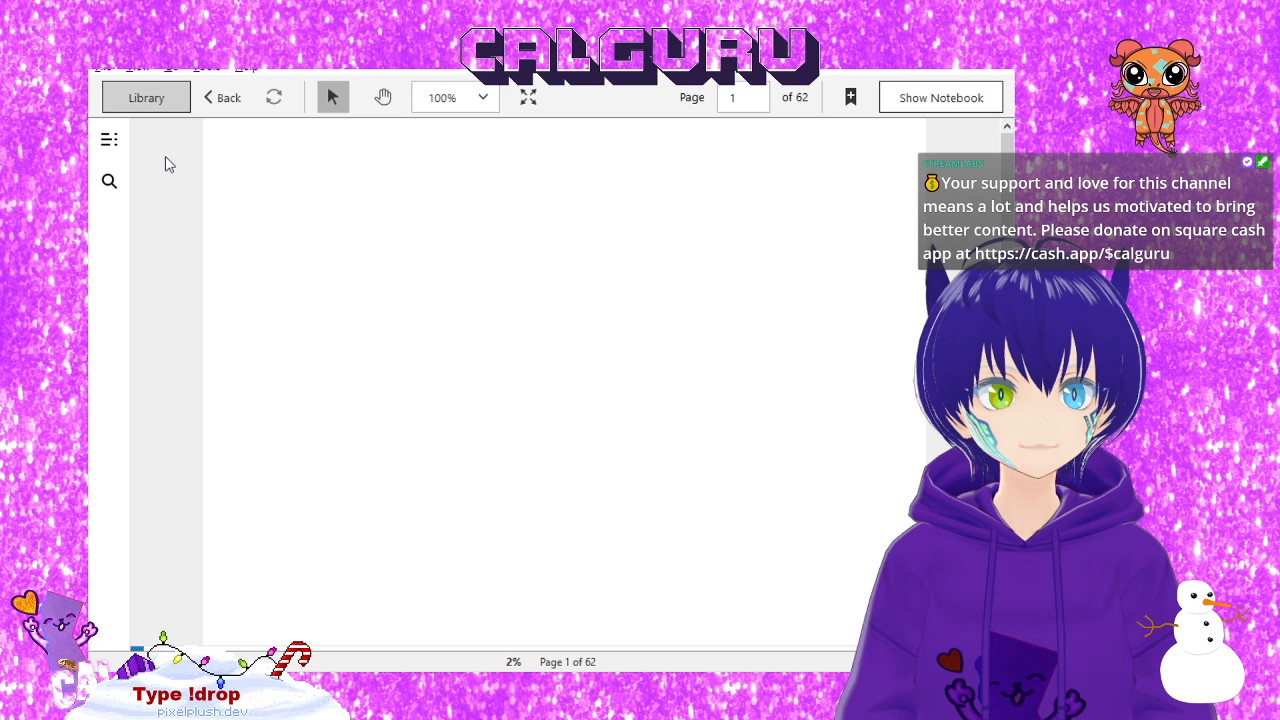 CALGURU
Library
Back
100%
Page 1 of 62
Show Notebook
STREAMLABS
Your support and love for this channel
means a lot and helps us motivated to bring
better content. Please donate on square cash
app at https://cash.app/$calguru
2% Page 1 of 62
Type !drop
pixelplush.dev